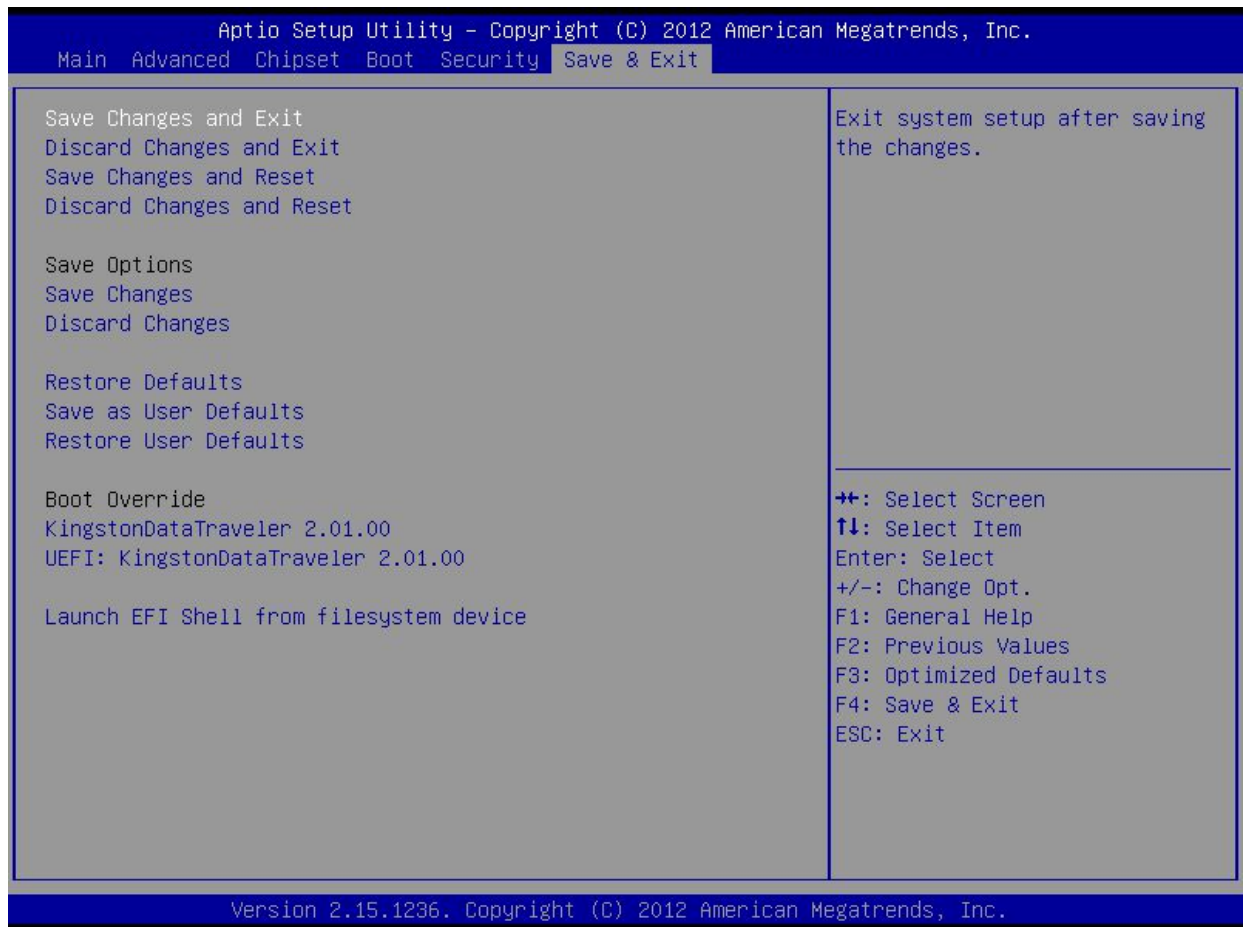 Aptio Setup Utility – Copyright (C) 2012 American Megatrends, Inc.
Main Advanced Chipset Boot Security Save & Exit
Save Changes and Exit
Discard Changes and Exit
Save Changes and Reset
Discard Changes and Reset
Save Options
Save Changes
Discard Changes
Restore Defaults
Save as User Defaults
Restore User Defaults
Boot Override
KingstonDataTraveler 2.01.00
UEFI: KingstonDataTraveler 2.01.00
Launch EFI Shell from filesystem device
Exit system setup after saving
the changes.
→←: Select Screen
↑↓: Select Item
Enter: Select
+/-: Change Opt.
F1: General Help
F2: Previous Values
F3: Optimized Defaults
F4: Save & Exit
ESC: Exit
Version 2.15.1236. Copyright (C) 2012 American Megatrends, Inc.